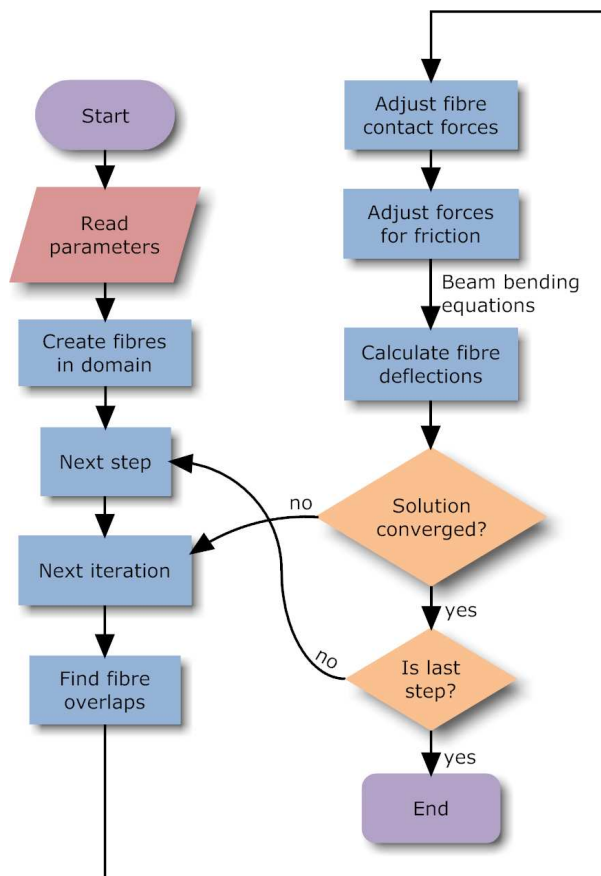 Start
Read
parameters
Create fibres
in domain
Next step
Next iteration
Find fibre
overlaps
Adjust fibre
contact forces
Adjust forces
for friction
Beam bending
equations
Calculate fibre
deflections
Solution
converged?
no
yes
Is last
step?
no
yes
End